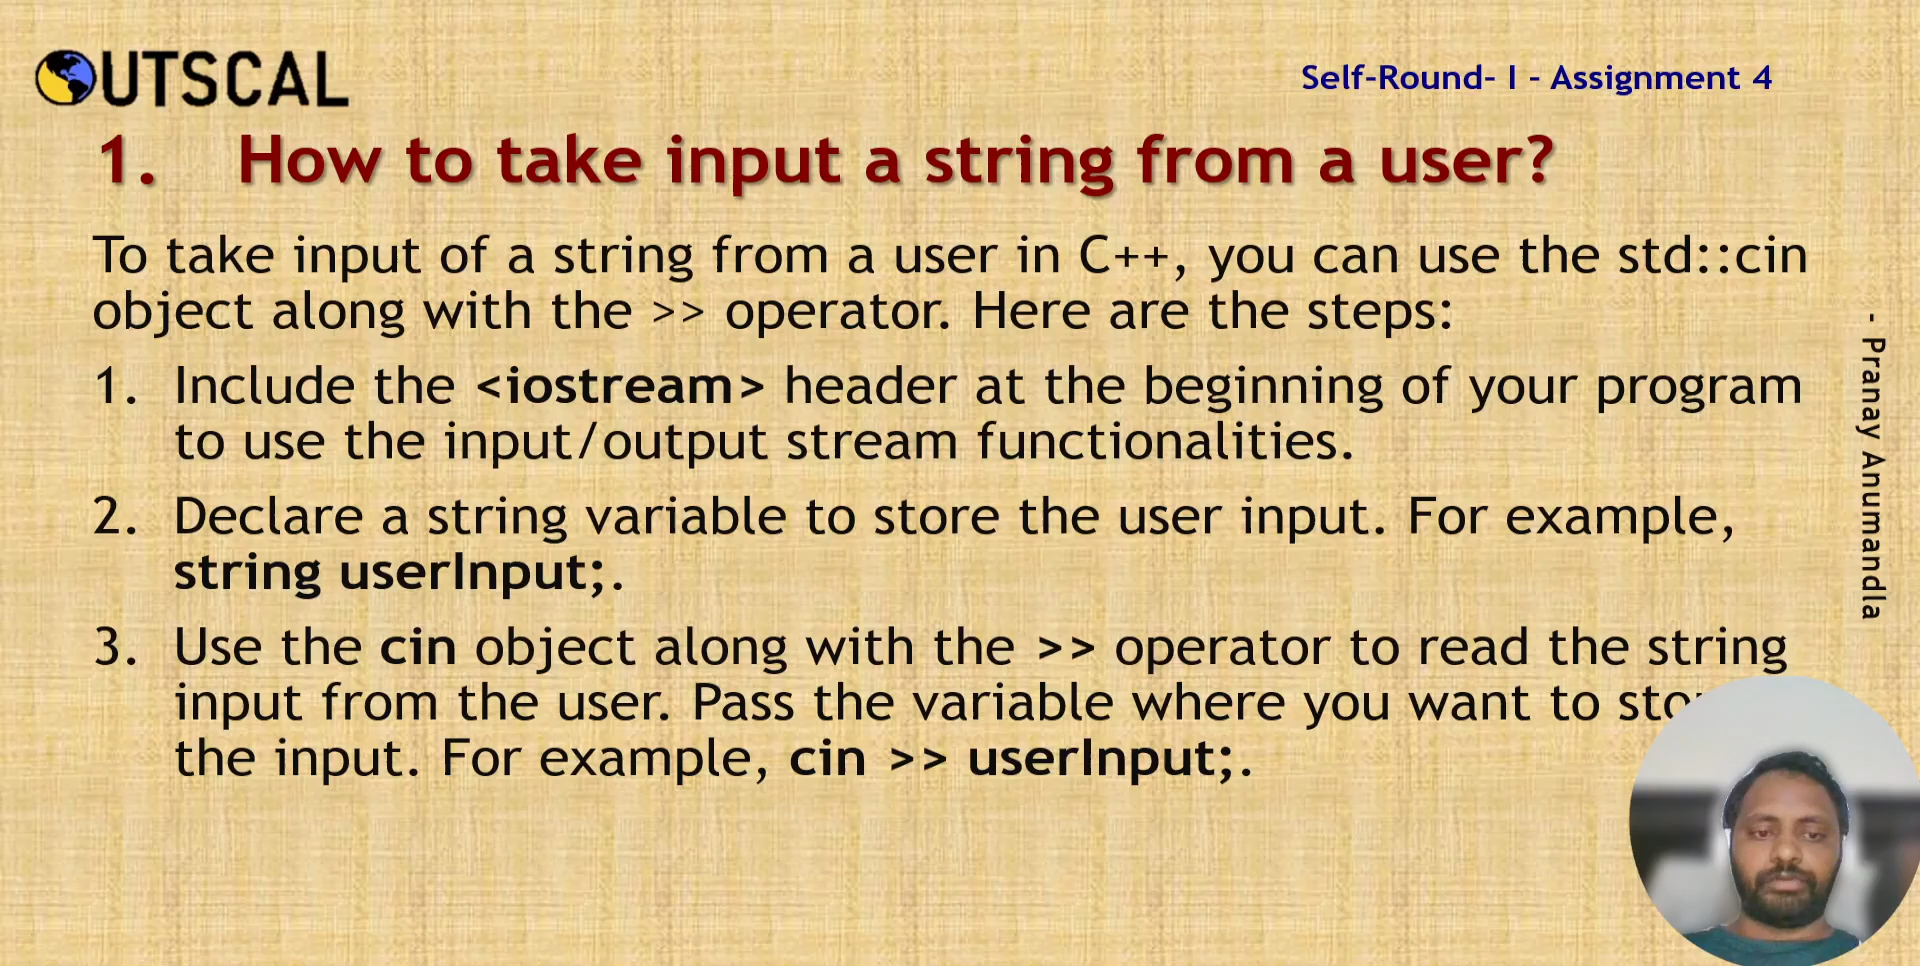 OUTSCAL
Self-Round- I - Assignment 4
1. How to take input a string from a user?
To take input of a string from a user in C++, you can use the std::cin
object along with the >> operator. Here are the steps:
1. Include the <iostream> header at the beginning of your program
to use the input/output stream functionalities.
2. Declare a string variable to store the user input. For example,
string userInput;.
3. Use the cin object along with the >> operator to read the string
input from the user. Pass the variable where you want to
the input. For example, cin >> userInput;.
- Pranay Anumandla